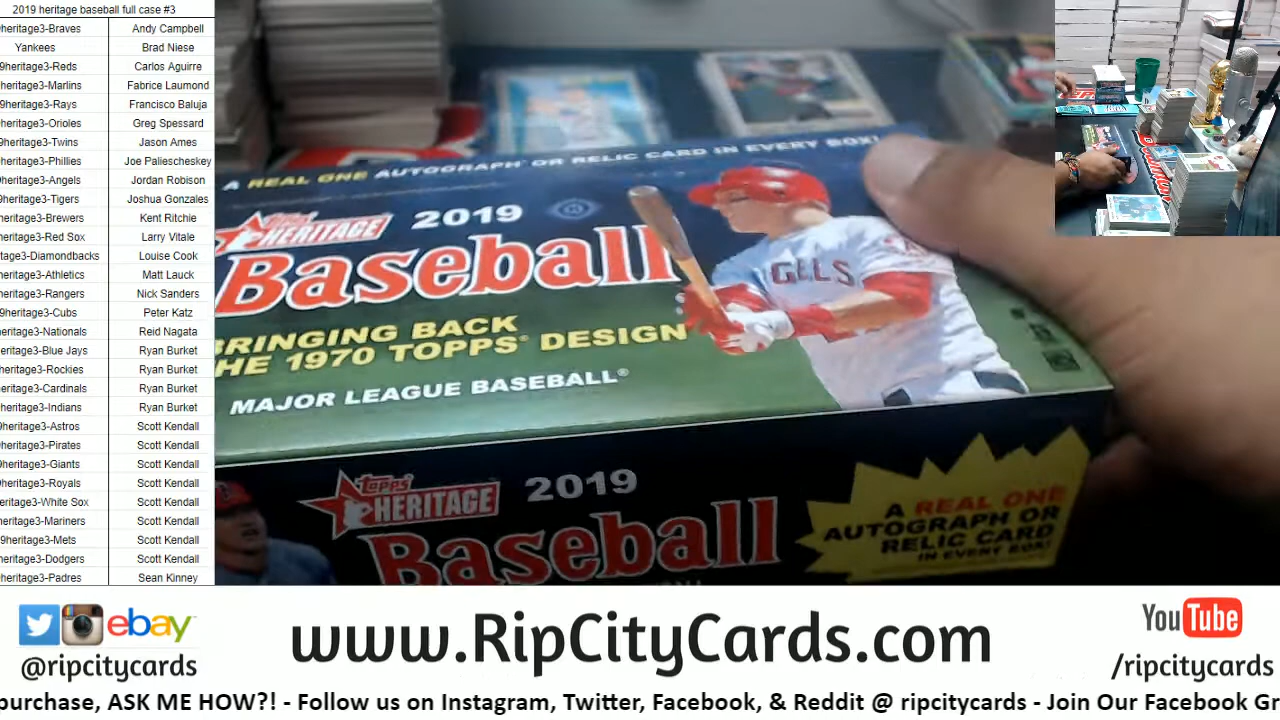 2019 heritage baseball full case #3
heritage3-Braves Andy Campbell
Yankees Brad Niese
9heritage3-Reds Carlos Aguirre
heritage3-Marlins Fabrice Laumond
9heritage3-Rays Francisco Baluja
heritage3-Orioles Greg Spessard
9heritage3-Twins Jason Ames
heritage3-Phillies Joe Paliescheskey
heritage3-Angels Jordan Robison
9heritage3-Tigers Joshua Gonzales
heritage3-Brewers Kent Ritchie
heritage3-Red Sox Larry Vitale
tage3-Diamondbacks Louise Cook
heritage3-Athletics Matt Lauck
heritage3-Rangers Nick Sanders
9heritage3-Cubs Peter Katz
heritage3-Nationals Reid Nagata
eritage3-Blue Jays Ryan Burket
heritage3-Rockies Ryan Burket
eritage3-Cardinals Ryan Burket
heritage3-Indians Ryan Burket
9heritage3-Astros Scott Kendall
heritage3-Pirates Scott Kendall
9heritage3-Giants Scott Kendall
heritage3-Royals Scott Kendall
eritage3-White Sox Scott Kendall
heritage3-Mariners Scott Kendall
9heritage3-Mets Scott Kendall
heritage3-Dodgers Scott Kendall
heritage3-Padres Sean Kinney
A REAL ONE AUTOGRAPH OR RELIC CARD IN EVERY BOX!
Topps HERITAGE 2019
Baseball
BRINGING BACK
THE 1970 TOPPS® DESIGN
MAJOR LEAGUE BASEBALL®
Topps HERITAGE 2019
Baseball
A REAL ONE
AUTOGRAPH OR
RELIC CARD
IN EVERY BOX!
ebay
@ripcitycards
www.RipCityCards.com
YouTube
/ripcitycards
purchase, ASK ME HOW?! - Follow us on Instagram, Twitter, Facebook, & Reddit @ ripcitycards - Join Our Facebook Gr